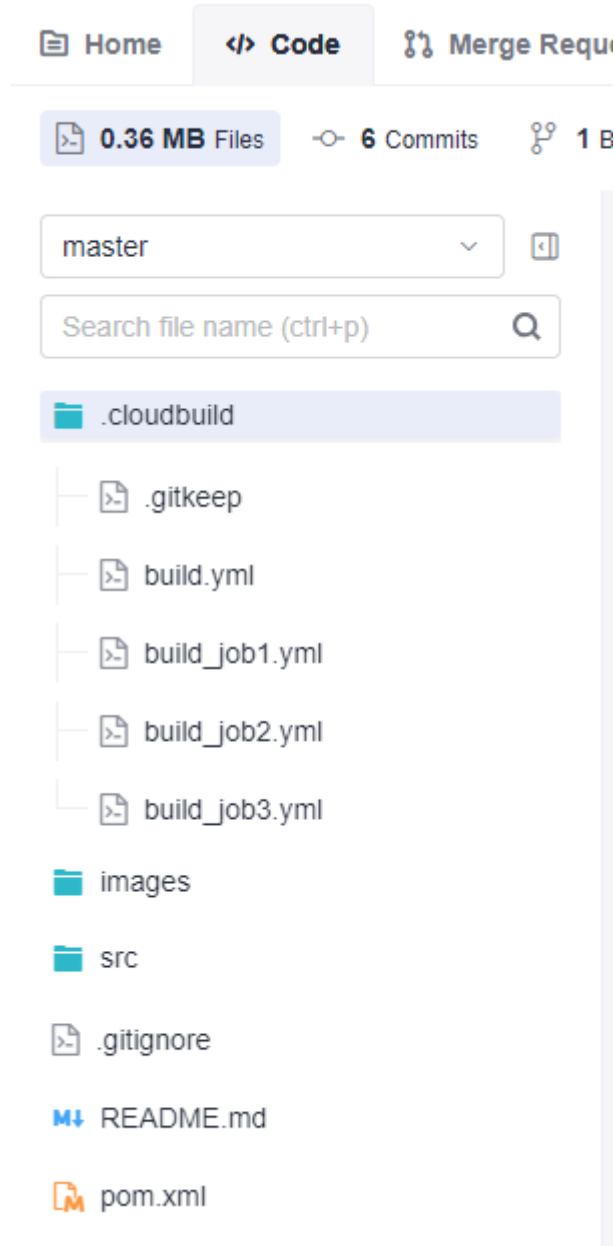 Home </> Code Merge Reque
0.36 MB Files 6 Commits 1 B
master
Search file name (ctrl+p)
.cloudbuild
.gitkeep
build.yml
build_job1.yml
build_job2.yml
build_job3.yml
images
src
.gitignore
README.md
pom.xml